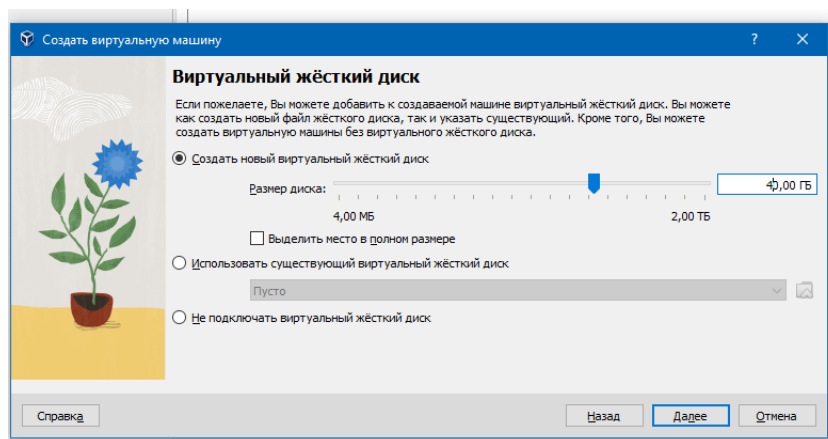 Создать виртуальную машину
?
Виртуальный жёсткий диск
Если пожелаете, Вы можете добавить к создаваемой машине виртуальный жёсткий диск. Вы можете
как создать новый файл жёсткого диска, так и указать существующий. Кроме того, Вы можете
создать виртуальную машины без виртуального жёсткого диска.
Создать новый виртуальный жёсткий диск
Размер диска:
40,00 ГБ
4,00 МБ
2,00 ТБ
Выделить место в полном размере
Использовать существующий виртуальный жёсткий диск
Пусто
Не подключать виртуальный жёсткий диск
Справка
Назад
Далее
Отмена